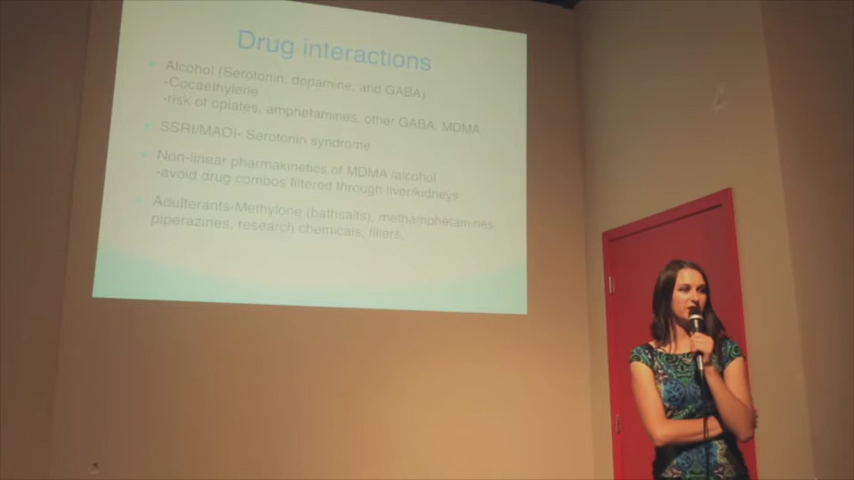 Drug interactions
Alcohol (Serotonin, dopamine, and GABA)
-Cocaethylene
-risk of opiates, amphetamines, other GABA, MDMA
SSRI/MAOI- Serotonin syndrome
Non-linear pharmakinetics of MDMA /alcohol
-avoid drug combos filtered through liver/kidneys
Adulterants-Methylone (bathsalts), methamphetamines
piperazines, research chemicals, fillers,